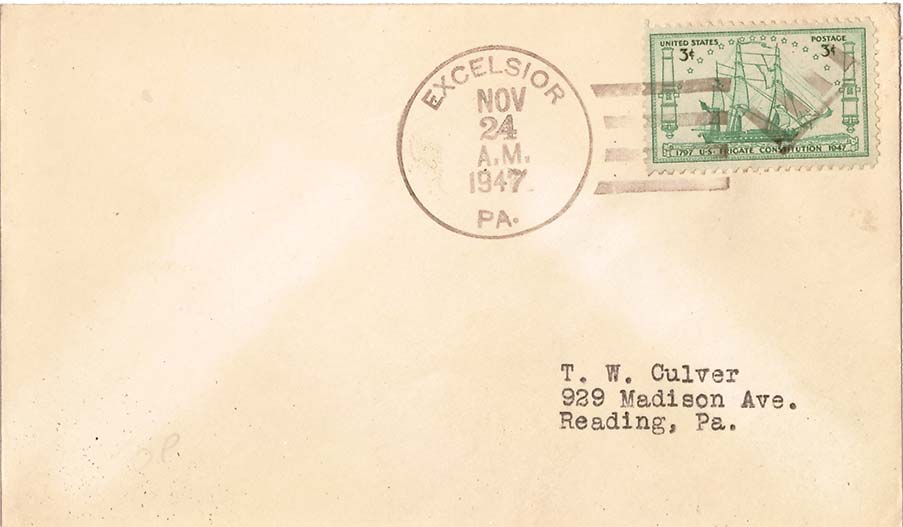 EXCELSIOR
NOV
24
A.M.
1947
PA.
UNITED STATES POSTAGE
3¢ 3¢
1797 U.S. FRIGATE CONSTITUTION 1947
T. W. Culver
929 Madison Ave.
Reading, Pa.